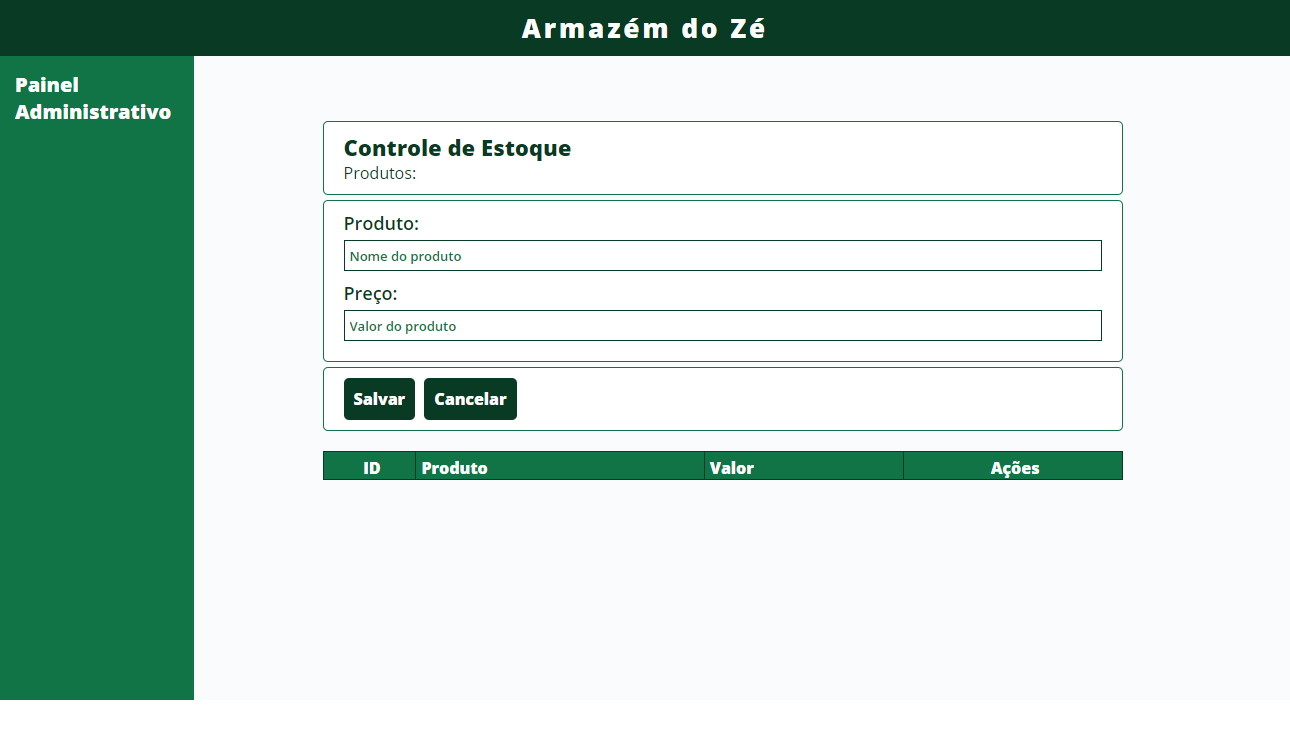 Armazém do Zé
Painel
Administrativo
Controle de Estoque
Produtos:
Produto:
Nome do produto
Preço:
Valor do produto
Salvar Cancelar
ID Produto Valor Ações